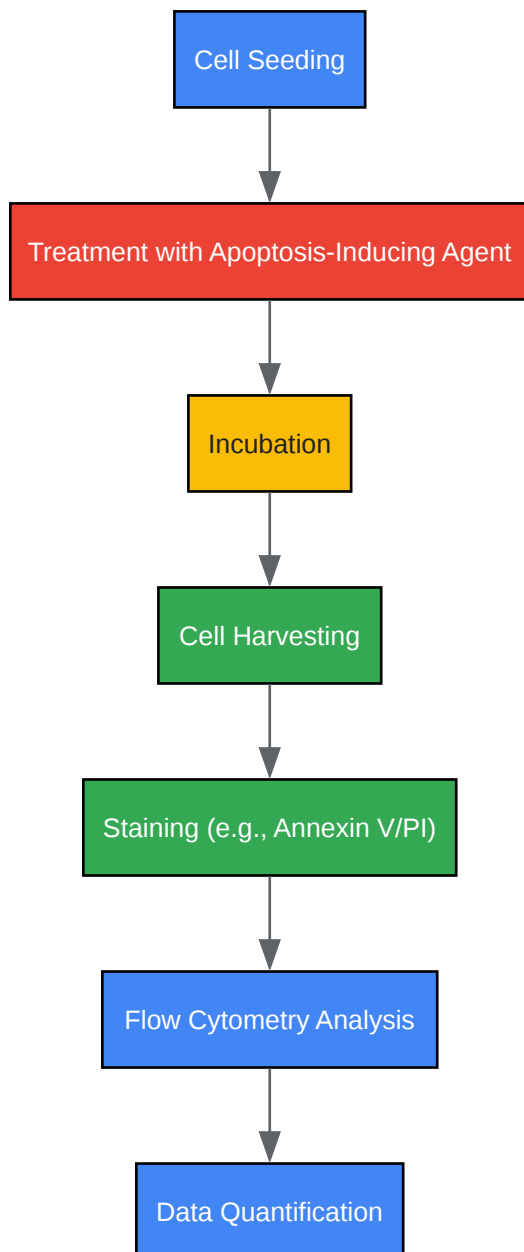 Cell Seeding
Treatment with Apoptosis-Inducing Agent
Incubation
Cell Harvesting
Staining (e.g., Annexin V/PI)
Flow Cytometry Analysis
Data Quantification